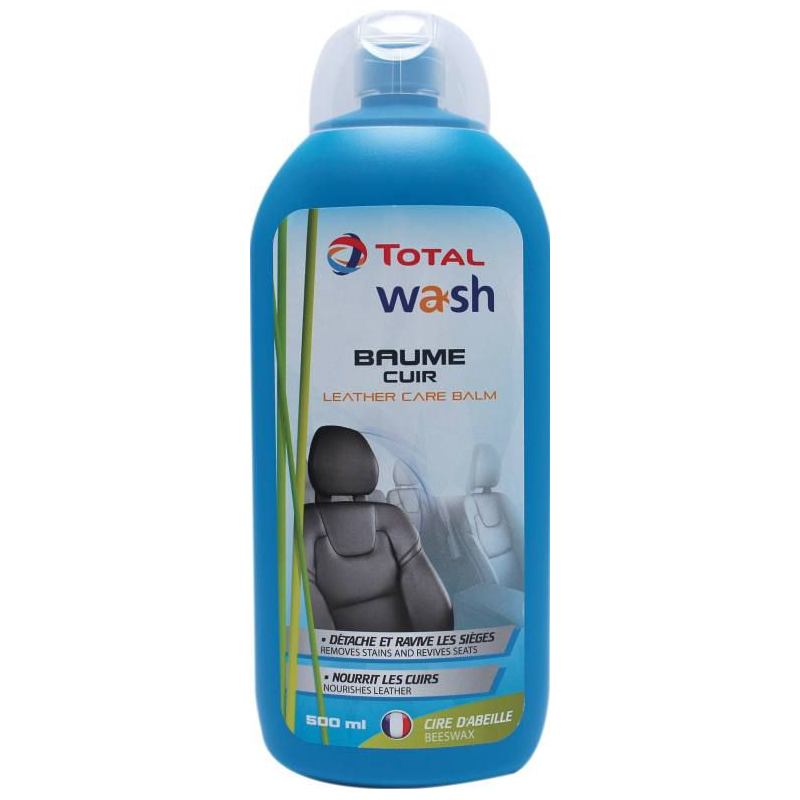 TOTAL
wash
BAUME
CUIR
LEATHER CARE BALM
• DÉTACHE ET RAVIVE LES SIÈGES
REMOVES STAINS AND REVIVES SEATS
• NOURRIT LES CUIRS
NOURISHES LEATHER
500 ml
CIRE D'ABEILLE
BEESWAX